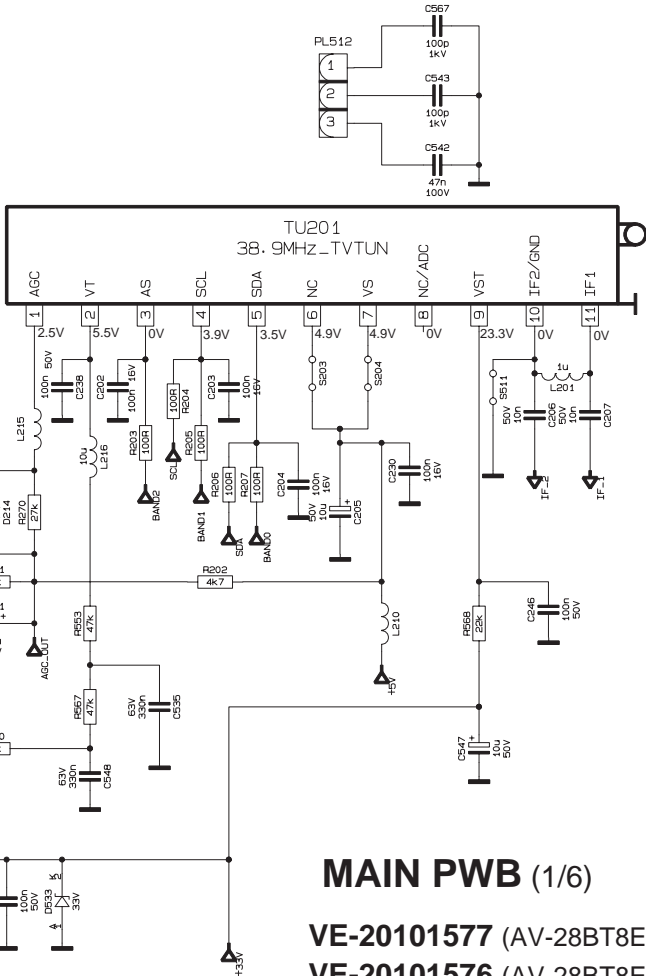 C567
100p
1kV
PL512
1
2
3
C543
100p
1kV
C542
47n
100V
TU201
38.9MHz_TVTUN
AGC
VT
AS
SCL
SDA
NC
VS
NC/ADC
VST
IF2/GND
IF1
1
2
3
4
5
6
7
8
9
10
11
2.5V
5.5V
0V
3.9V
3.5V
4.9V
4.9V
0V
23.3V
0V
0V
100n
50V
C238
C202
100n
16V
R204
100R
C203
100n
16V
S203
S204
S511
1u
L201
50V
10n
C206
50V
10n
C207
L215
10u
L216
R203
100R
R205
100R
SCL
R206
100R
R207
100R
C204
100n
16V
50V
10u
C205
+
C230
100n
16V
IF_2
IF_1
D214
R270
27k
BAND2
BAND1
SDA
BAND0
R202
4k7
L210
+5V
R568
22k
C246
100n
50V
AGC_OUT
R553
47k
R567
47k
63V
330n
C535
63V
330n
C548
C547
+
10u
50V
100n
50V
D533
33V
K
2
A
1
+33V
MAIN PWB (1/6)
VE-20101577 (AV-28BT8E
VE-20101576 (AV-28BT8E